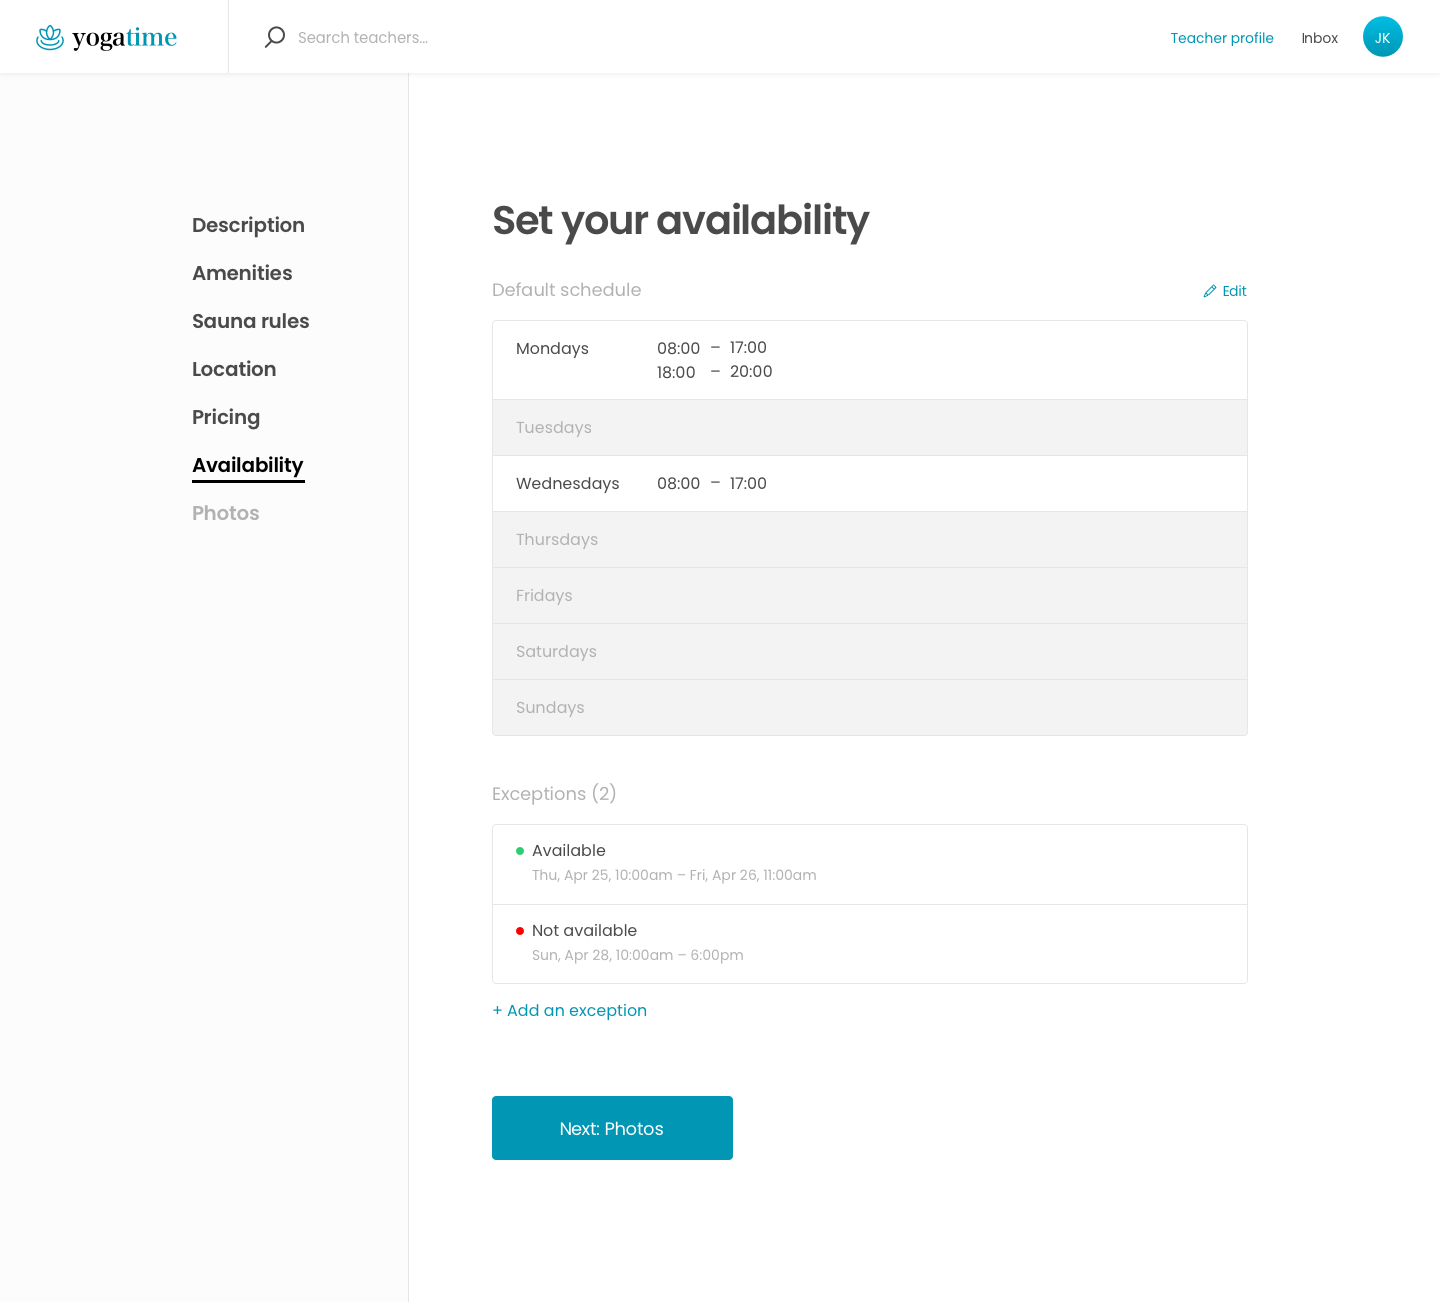 yogatime
Search teachers...
Teacher profile
Inbox
JK
Description
Amenities
Sauna rules
Location
Pricing
Availability
Photos
Set your availability
Default schedule
Edit
Mondays 08:00 – 17:00
18:00 – 20:00
Tuesdays
Wednesdays 08:00 – 17:00
Thursdays
Fridays
Saturdays
Sundays
Exceptions (2)
Available
Thu, Apr 25, 10:00am – Fri, Apr 26, 11:00am
Not available
Sun, Apr 28, 10:00am – 6:00pm
+ Add an exception
Next: Photos